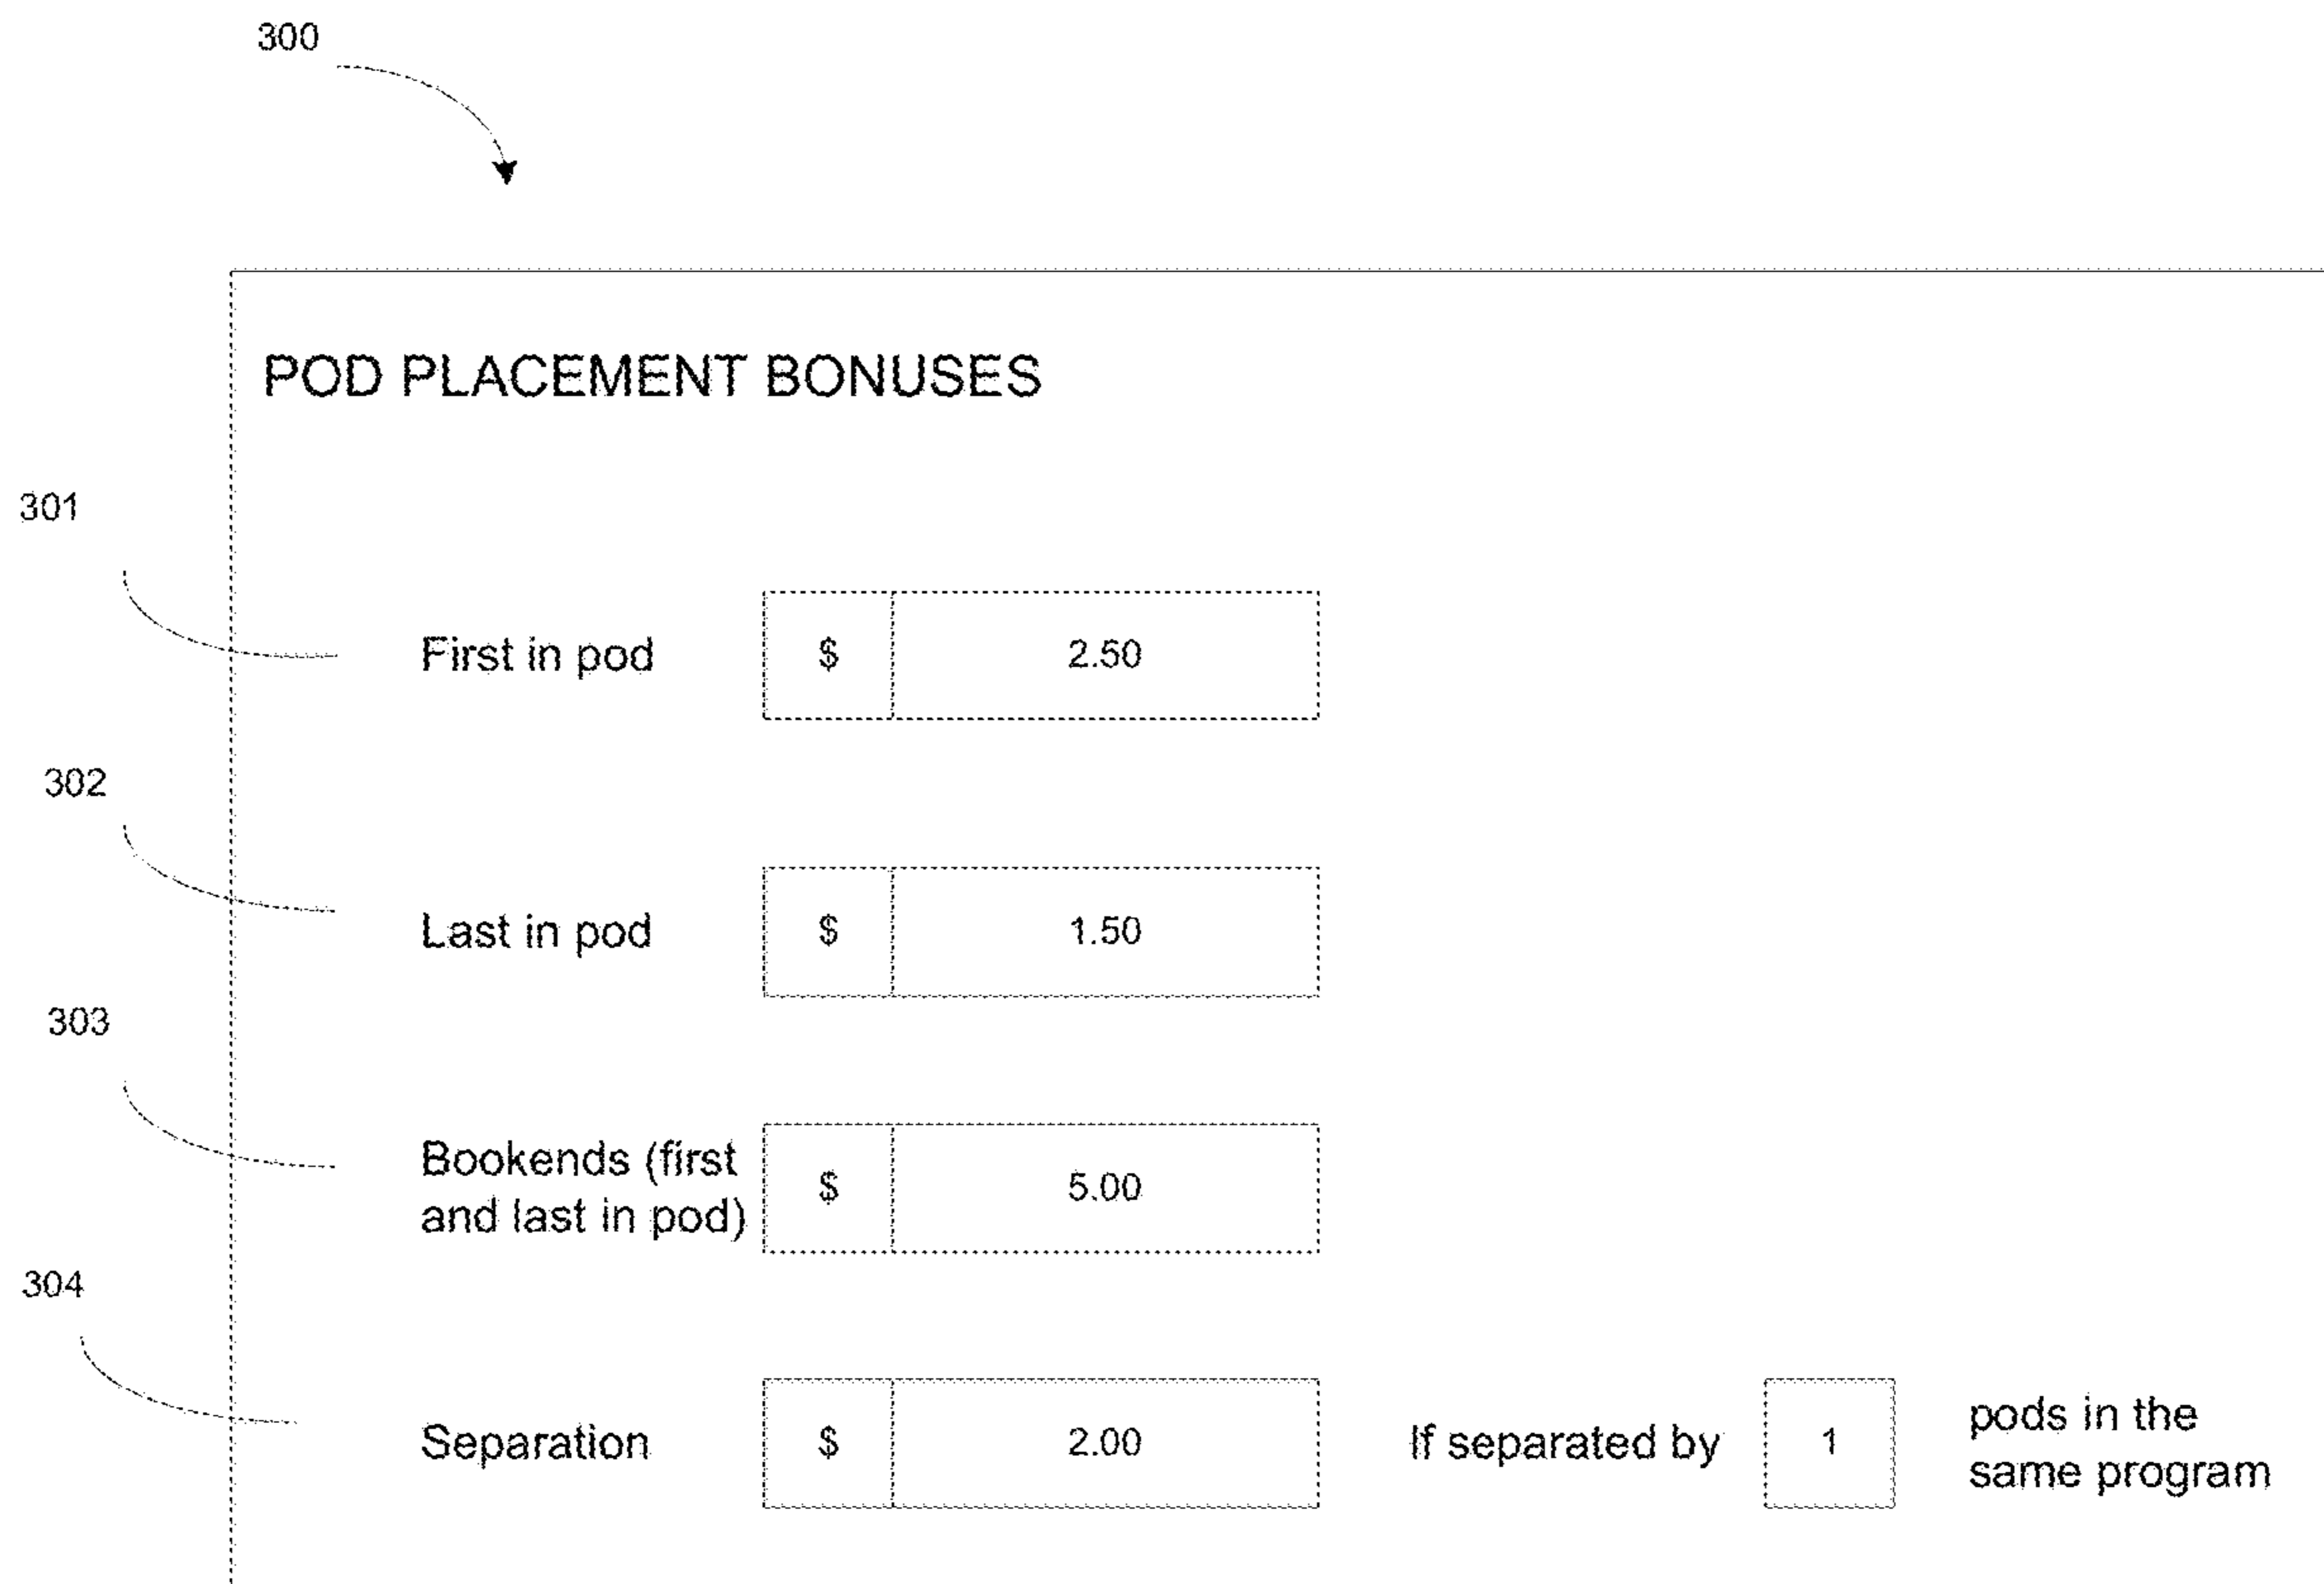 300
POD PLACEMENT BONUSES
301
First in pod $ 2.50
302
Last in pod $ 1.50
303
Bookends (first
and last in pod) $ 5.00
304
Separation $ 2.00 If separated by 1 pods in the
same program